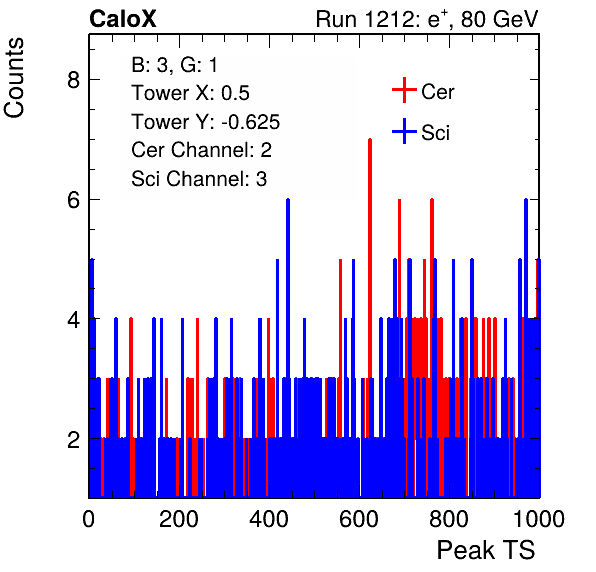 CaloX Run 1212: e⁺, 80 GeV
Counts
B: 3, G: 1
Tower X: 0.5
Tower Y: -0.625
Cer Channel: 2
Sci Channel: 3
Cer
Sci
8
6
4
2
0 200 400 600 800 1000
Peak TS